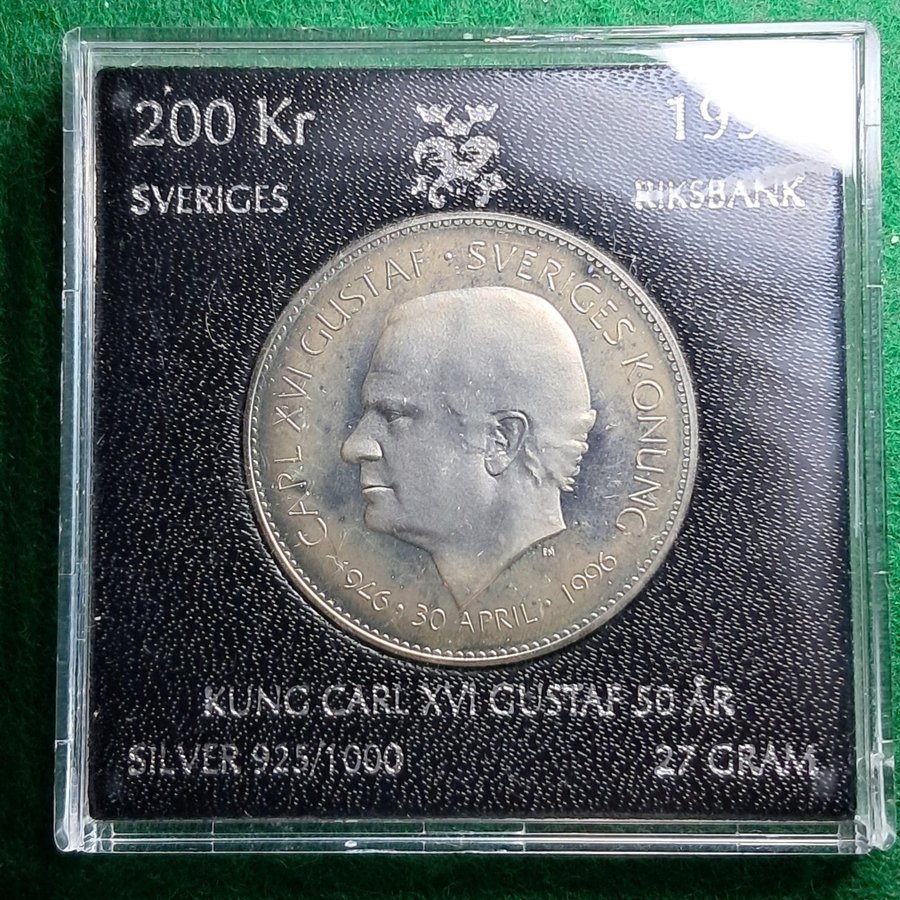 200 Kr
SVERIGES RIKSBANK
CARL XVI GUSTAF · SVERIGES KONUNG
1946 · 30 APRIL · 1996
KUNG CARL XVI GUSTAF 50 ÅR
SILVER 925/1000 27 GRAM